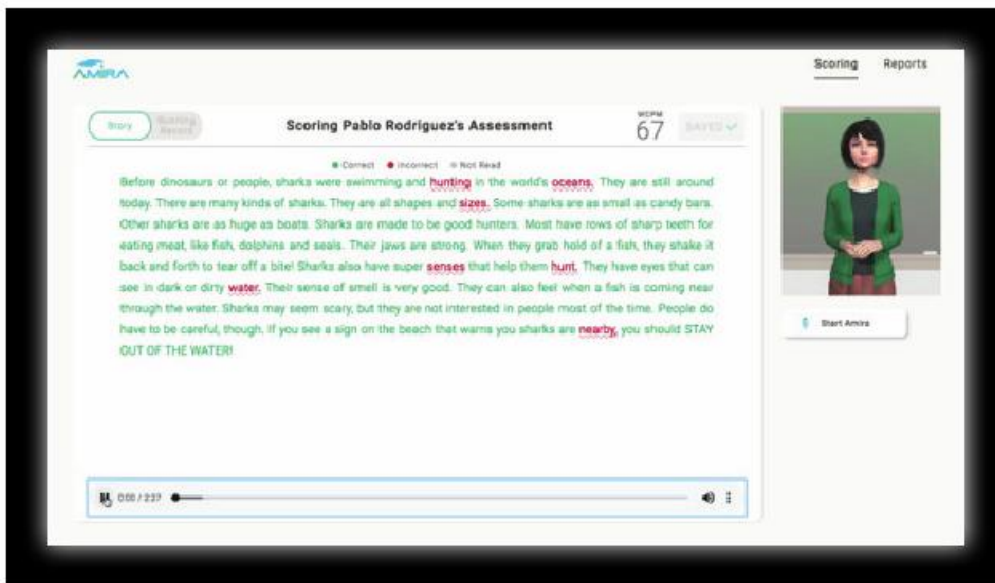 AMIRA
Scoring Reports
Story Running Record
Scoring Pablo Rodriguez's Assessment
WCPM
67
SAVED
Correct Incorrect Not Read
Before dinosaurs or people, sharks were swimming and hunting in the world's oceans. They are still around
today. There are many kinds of sharks. They are all shapes and sizes. Some sharks are as small as candy bars.
Other sharks are as huge as boats. Sharks are made to be good hunters. Most have rows of sharp teeth for
eating meat, like fish, dolphins and seals. Their jaws are strong. When they grab hold of a fish, they shake it
back and forth to tear off a bite! Sharks also have super senses that help them hunt. They have eyes that can
see in dark or dirty water. Their sense of smell is very good. They can also feel when a fish is coming near
through the water. Sharks may seem scary, but they are not interested in people most of the time. People do
have to be careful, though. If you see a sign on the beach that warns you sharks are nearby, you should STAY
OUT OF THE WATER!
Start Amira
0:00 / 2:27